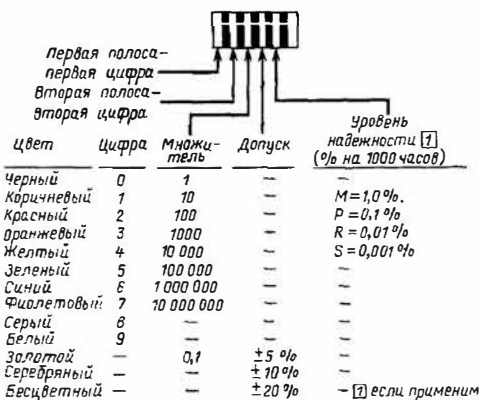 Первая полоса–
первая цифра
Вторая полоса–
вторая цифра
Цвет Цифра Множи-
тель Допуск Уровень
надежности 1
(% на 1000 часов)
Черный 0 1 – –
Коричневый 1 10 – M=1,0%.
Красный 2 100 – P=0,1%
Оранжевый 3 1000 – R=0,01%
Желтый 4 10 000 – S=0,001%
Зеленый 5 100 000 – –
Синий 6 1 000 000 – –
Фиолетовый 7 10 000 000 – –
Серый 8 – – –
Белый 9 – – –
Золотой – 0,1 ±5% –
Серебряный – – ±10% –
Бесцветный – – ±20% – 1 если применим